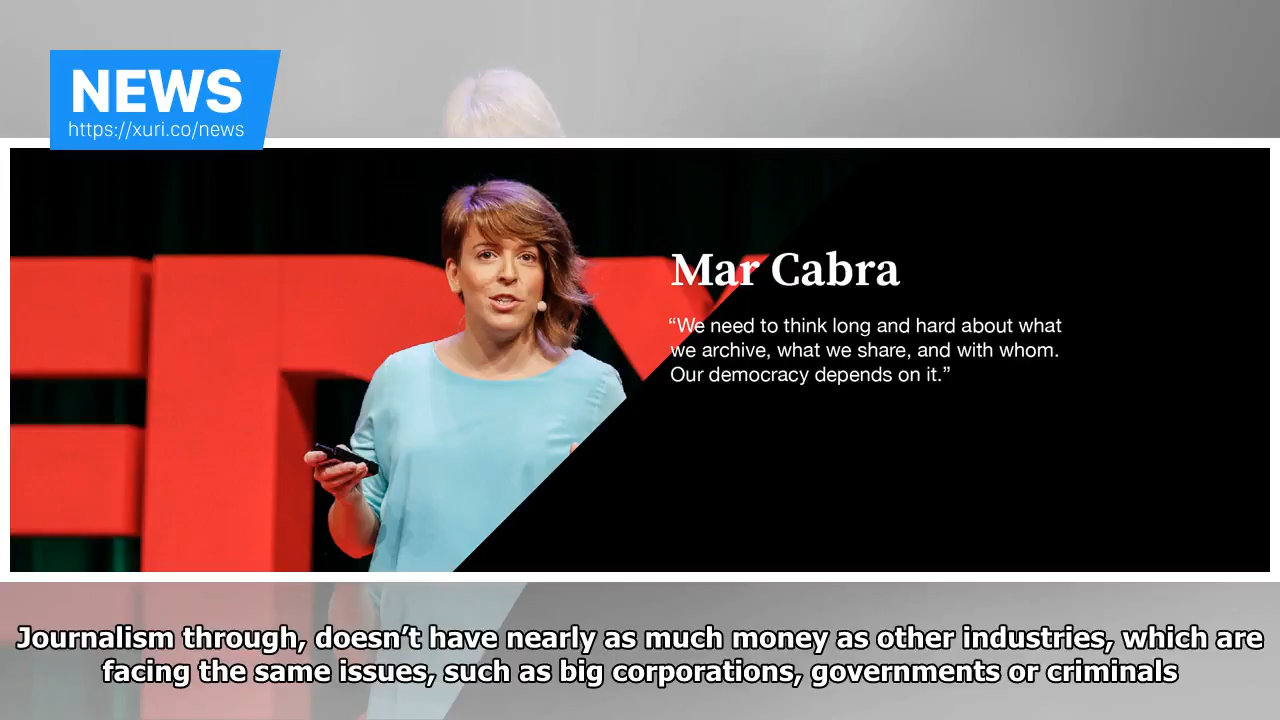 NEWS
https://xuri.co/news
Mar Cabra
“We need to think long and hard about what
we archive, what we share, and with whom.
Our democracy depends on it.”
Journalism through, doesn’t have nearly as much money as other industries, which are
facing the same issues, such as big corporations, governments or criminals